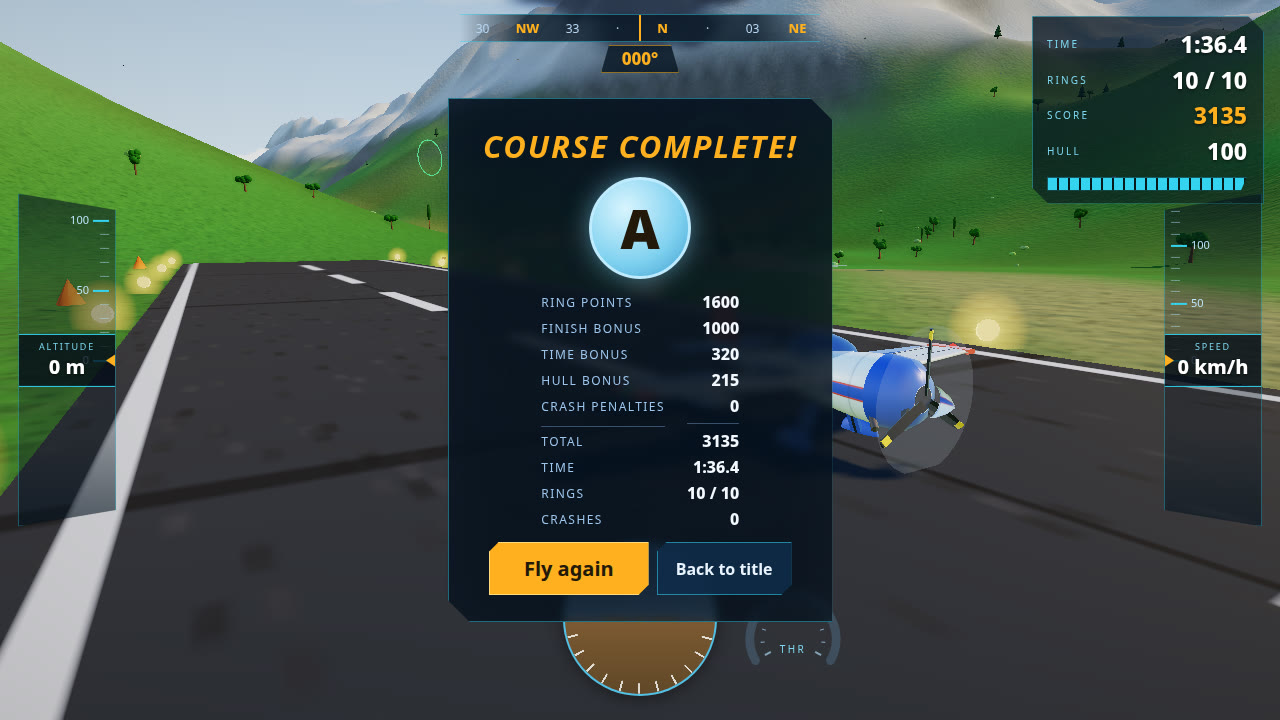 30 NW 33 · N · 03 NE
000°
TIME 1:36.4
RINGS 10 / 10
SCORE 3135
HULL 100
COURSE COMPLETE!
A
RING POINTS 1600
FINISH BONUS 1000
TIME BONUS 320
HULL BONUS 215
CRASH PENALTIES 0
TOTAL 3135
TIME 1:36.4
RINGS 10 / 10
CRASHES 0
Fly again
Back to title
100
50
0
ALTITUDE
0 m
100
50
SPEED
0 km/h
THR